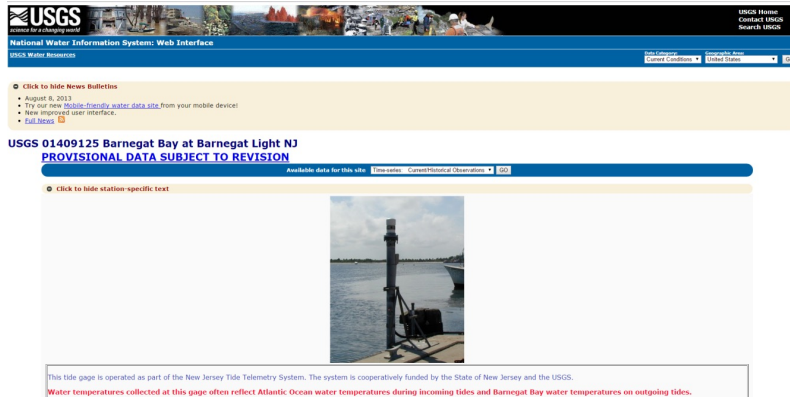 USGS
science for a changing world
USGS Home
Contact USGS
Search USGS
National Water Information System: Web Interface
USGS Water Resources
Data Category:
Current Conditions
Geographic Area:
United States
Click to hide News Bulletins
August 8, 2013
Try our new Mobile-friendly water data site from your mobile device!
New improved user interface.
Full News
USGS 01409125 Barnegat Bay at Barnegat Light NJ
PROVISIONAL DATA SUBJECT TO REVISION
Available data for this site Time-series: Current/Historical Observations GO
Click to hide station-specific text
This tide gage is operated as part of the New Jersey Tide Telemetry System. The system is cooperatively funded by the State of New Jersey and the USGS.
Water temperatures collected at this gage often reflect Atlantic Ocean water temperatures during incoming tides and Barnegat Bay water temperatures on outgoing tides.